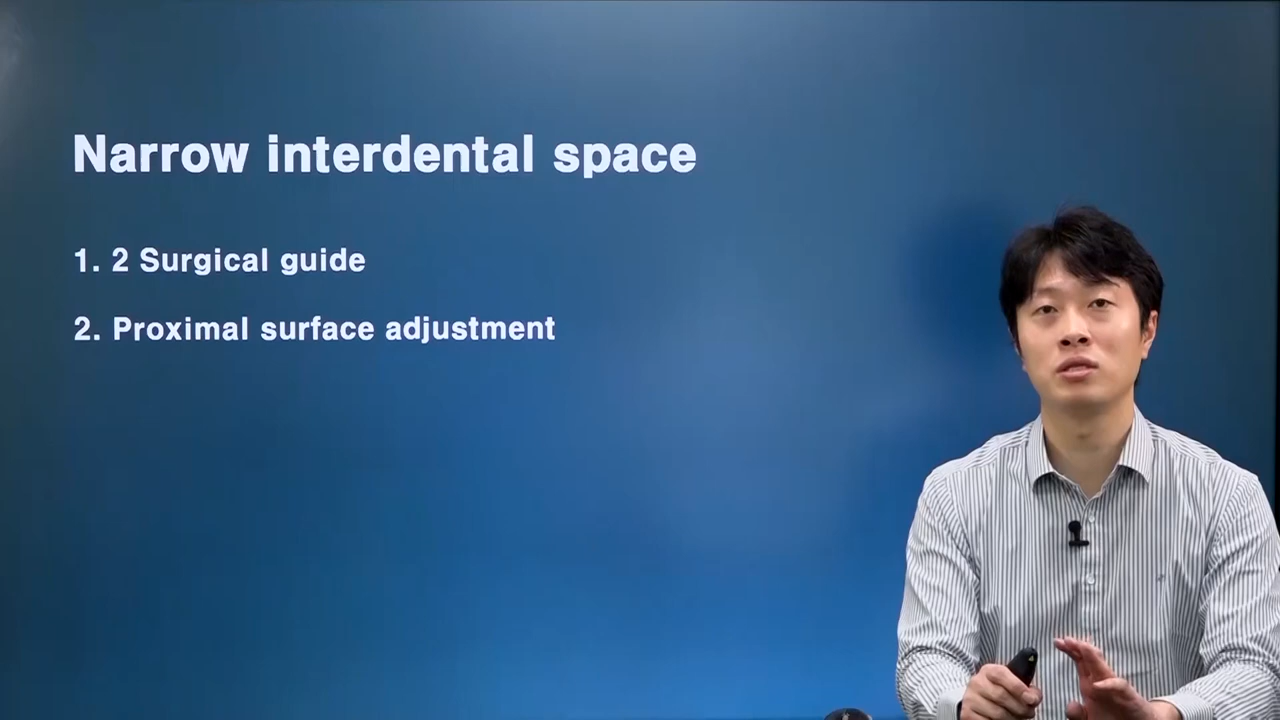 Narrow interdental space
1. 2 Surgical guide
2. Proximal surface adjustment